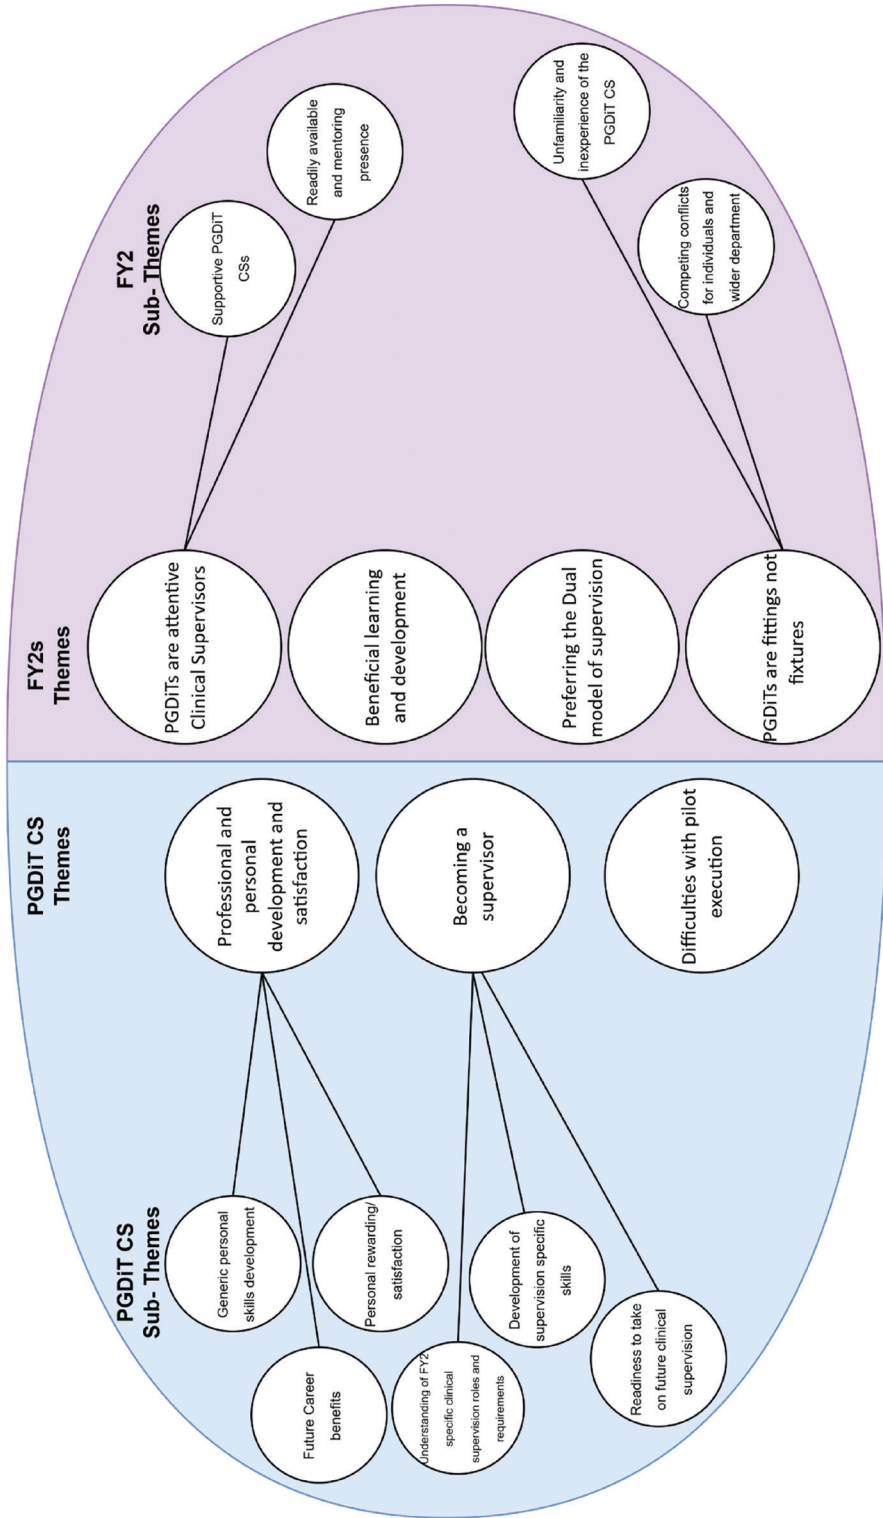 PGDiT CS
Sub- Themes
Generic personal
skills development
Future Career
benefits
Personal rewarding/
satisfaction
Understanding of FY2
specific clinical
supervision roles and
requirements
Development of
supervision specific
skills
Readiness to take
on future clinical
supervision
PGDiT CS
Themes
Professional and
personal
development and
satisfaction
Becoming a
supervisor
Difficulties with pilot
execution
FY2s
Themes
PGDiTs are attentive
Clinical Supervisors
Beneficial learning
and development
Preferring the Dual
model of supervision
PGDiTs are fittings not
fixtures
FY2
Sub- Themes
Supportive PGDiT
CSs
Readily available
and mentoring
presence
Competing conflicts
for individuals and
wider department
Unfamiliarity and
inexperience of the
PGDiT CS